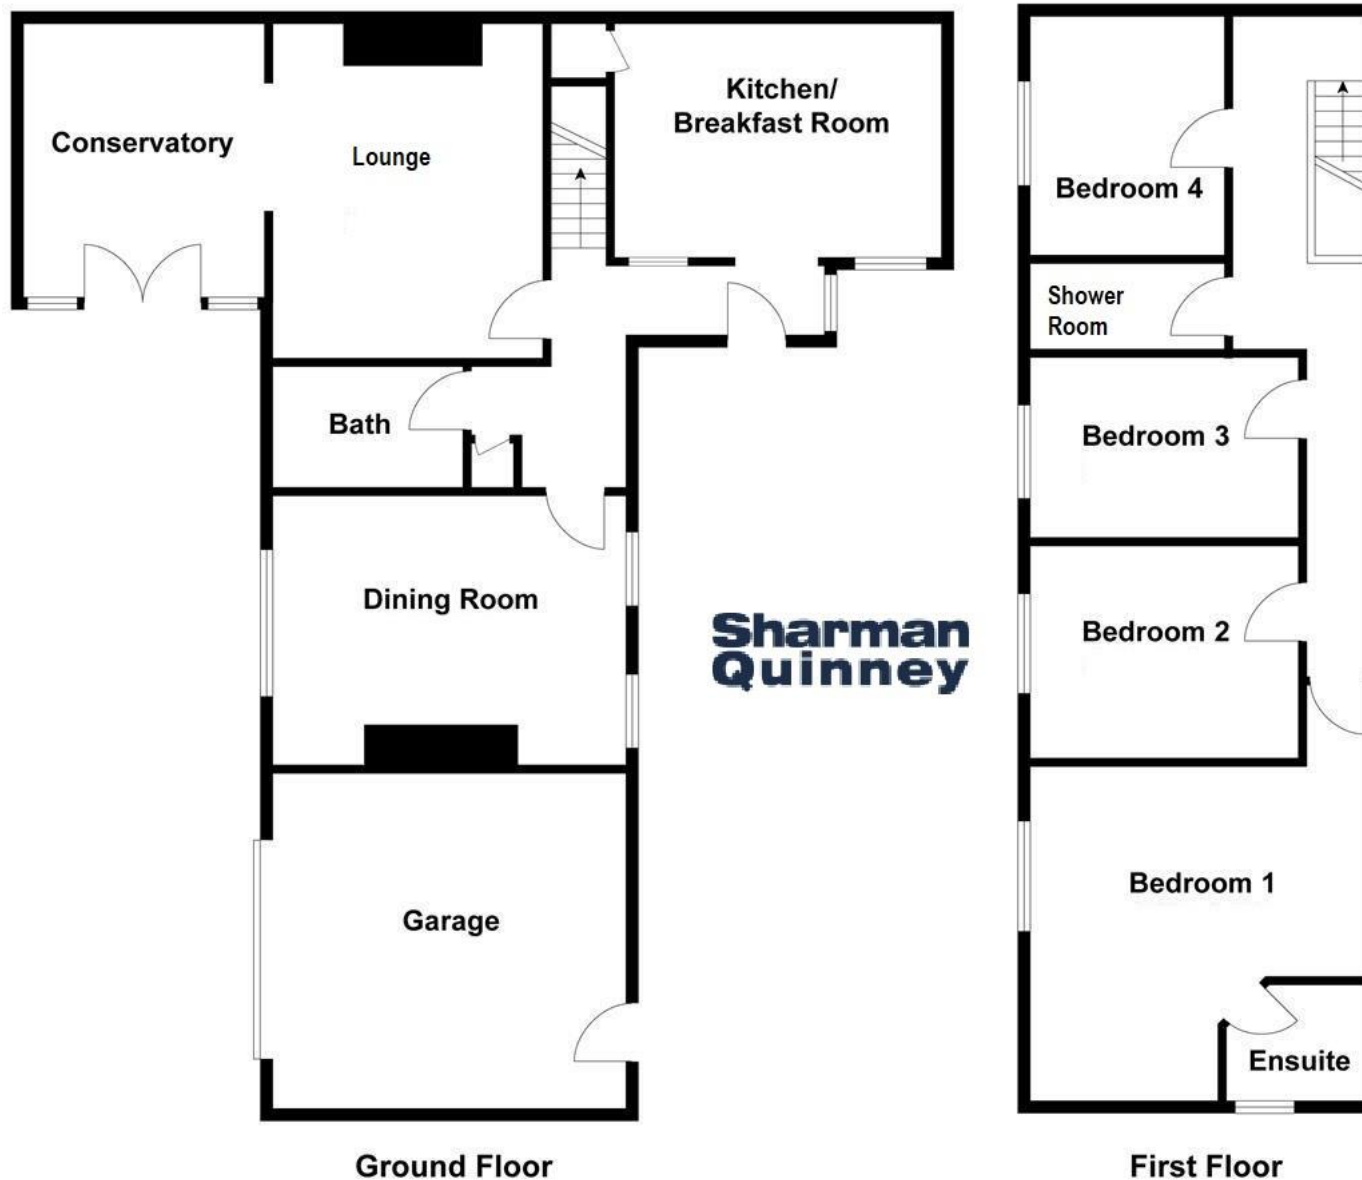 Conservatory
Lounge
Kitchen/
Breakfast Room
Bath
Dining Room
Garage
Ground Floor
Sharman
Quinney
Bedroom 4
Shower
Room
Bedroom 3
Bedroom 2
Bedroom 1
Ensuite
First Floor